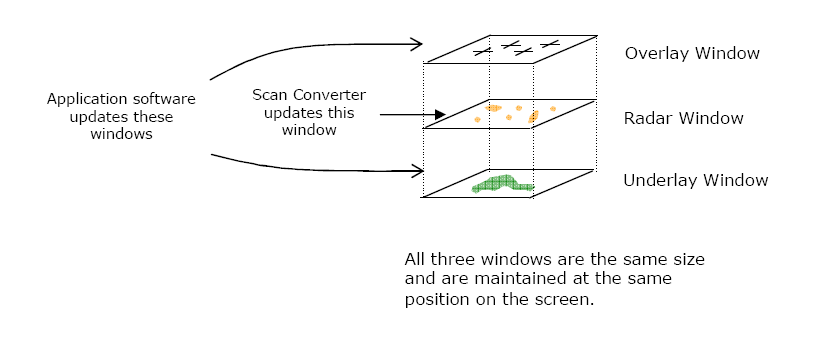 Overlay Window
Application software
updates these
windows
Scan Converter
updates this
window
Radar Window
Underlay Window
All three windows are the same size
and are maintained at the same
position on the screen.